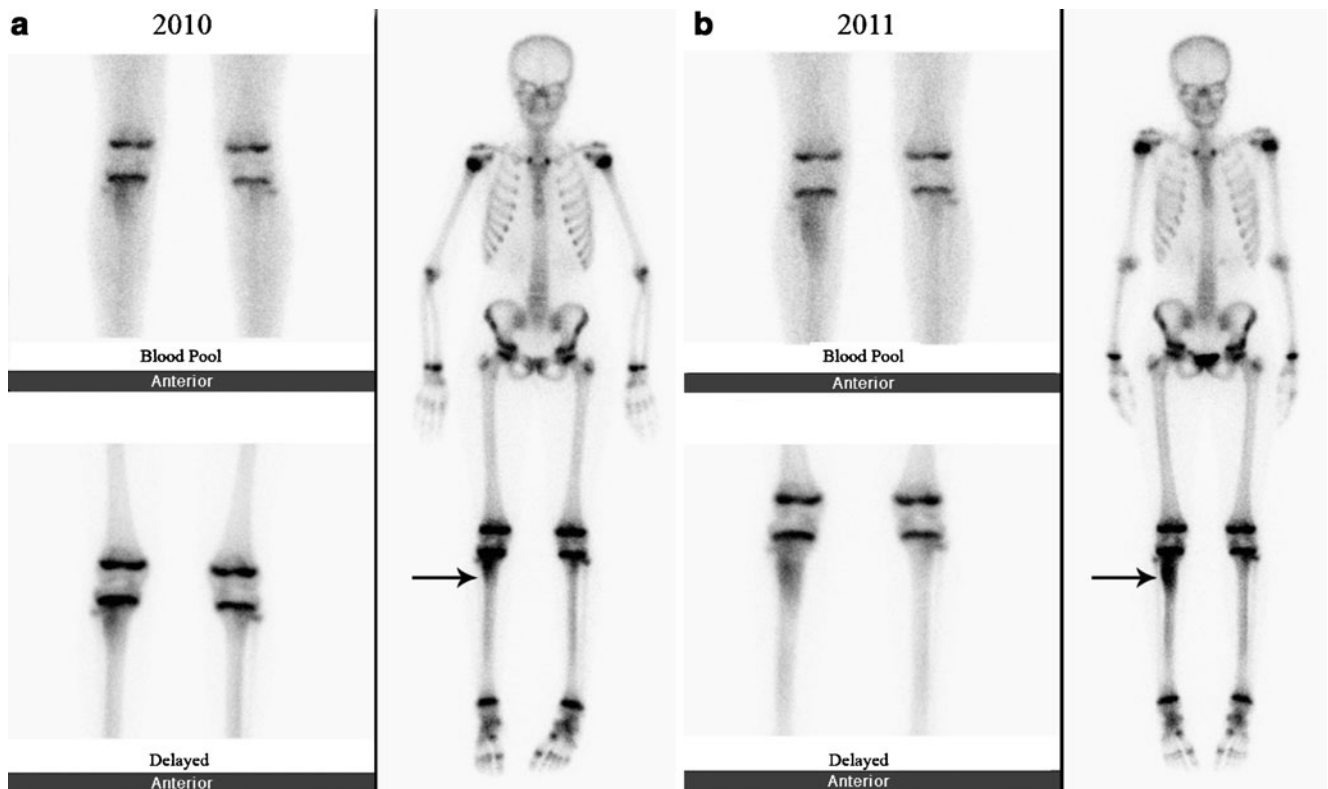 a
2010
Blood Pool
Anterior
Delayed
Anterior
b
2011
Blood Pool
Anterior
Delayed
Anterior